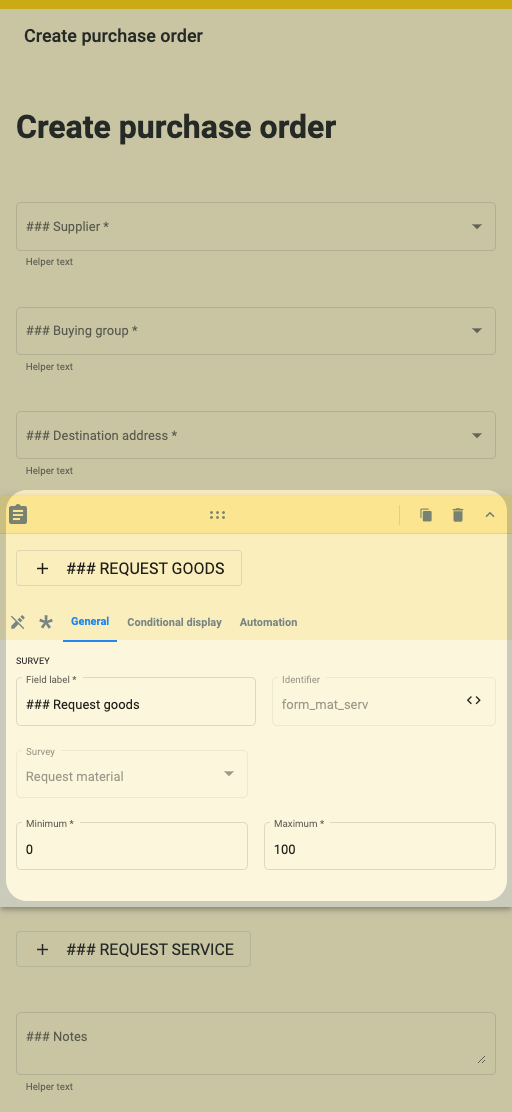 Create purchase order
Create purchase order
### Supplier *
Helper text
### Buying group *
Helper text
### Destination address *
Helper text
+ ### REQUEST GOODS
General Conditional display Automation
SURVEY
Field label * Identifier
### Request goods form_mat_serv <>
Survey
Request material
Minimum * Maximum *
0 100
+ ### REQUEST SERVICE
### Notes
Helper text